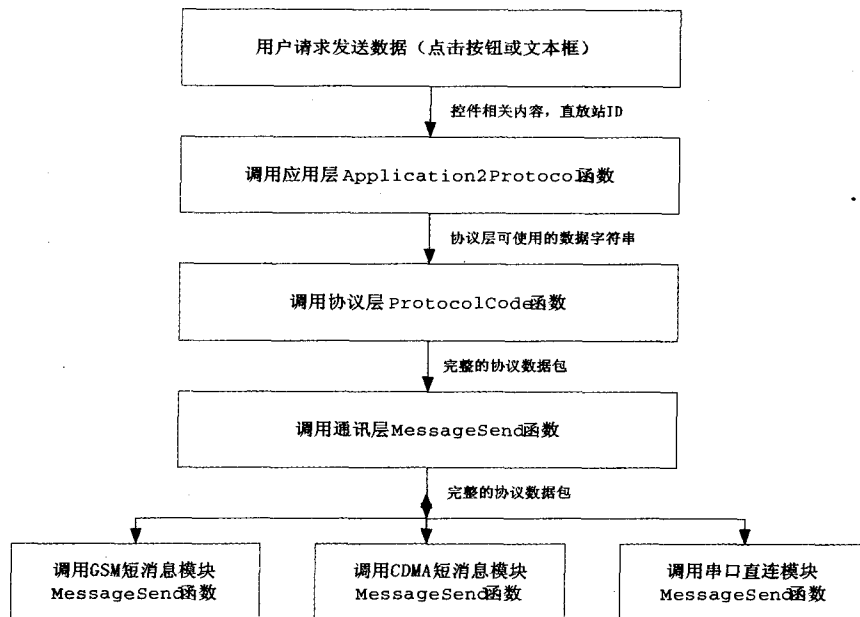 用户请求发送数据（点击按钮或文本框）
控件相关内容，直放站ID
调用应用层Application2Protocol函数
协议层可使用的数据字符串
调用协议层ProtocolCode函数
完整的协议数据包
调用通讯层MessageSend函数
完整的协议数据包
调用GSM短消息模块
MessageSend函数
调用CDMA短消息模块
MessageSend函数
调用串口直连模块
MessageSend函数